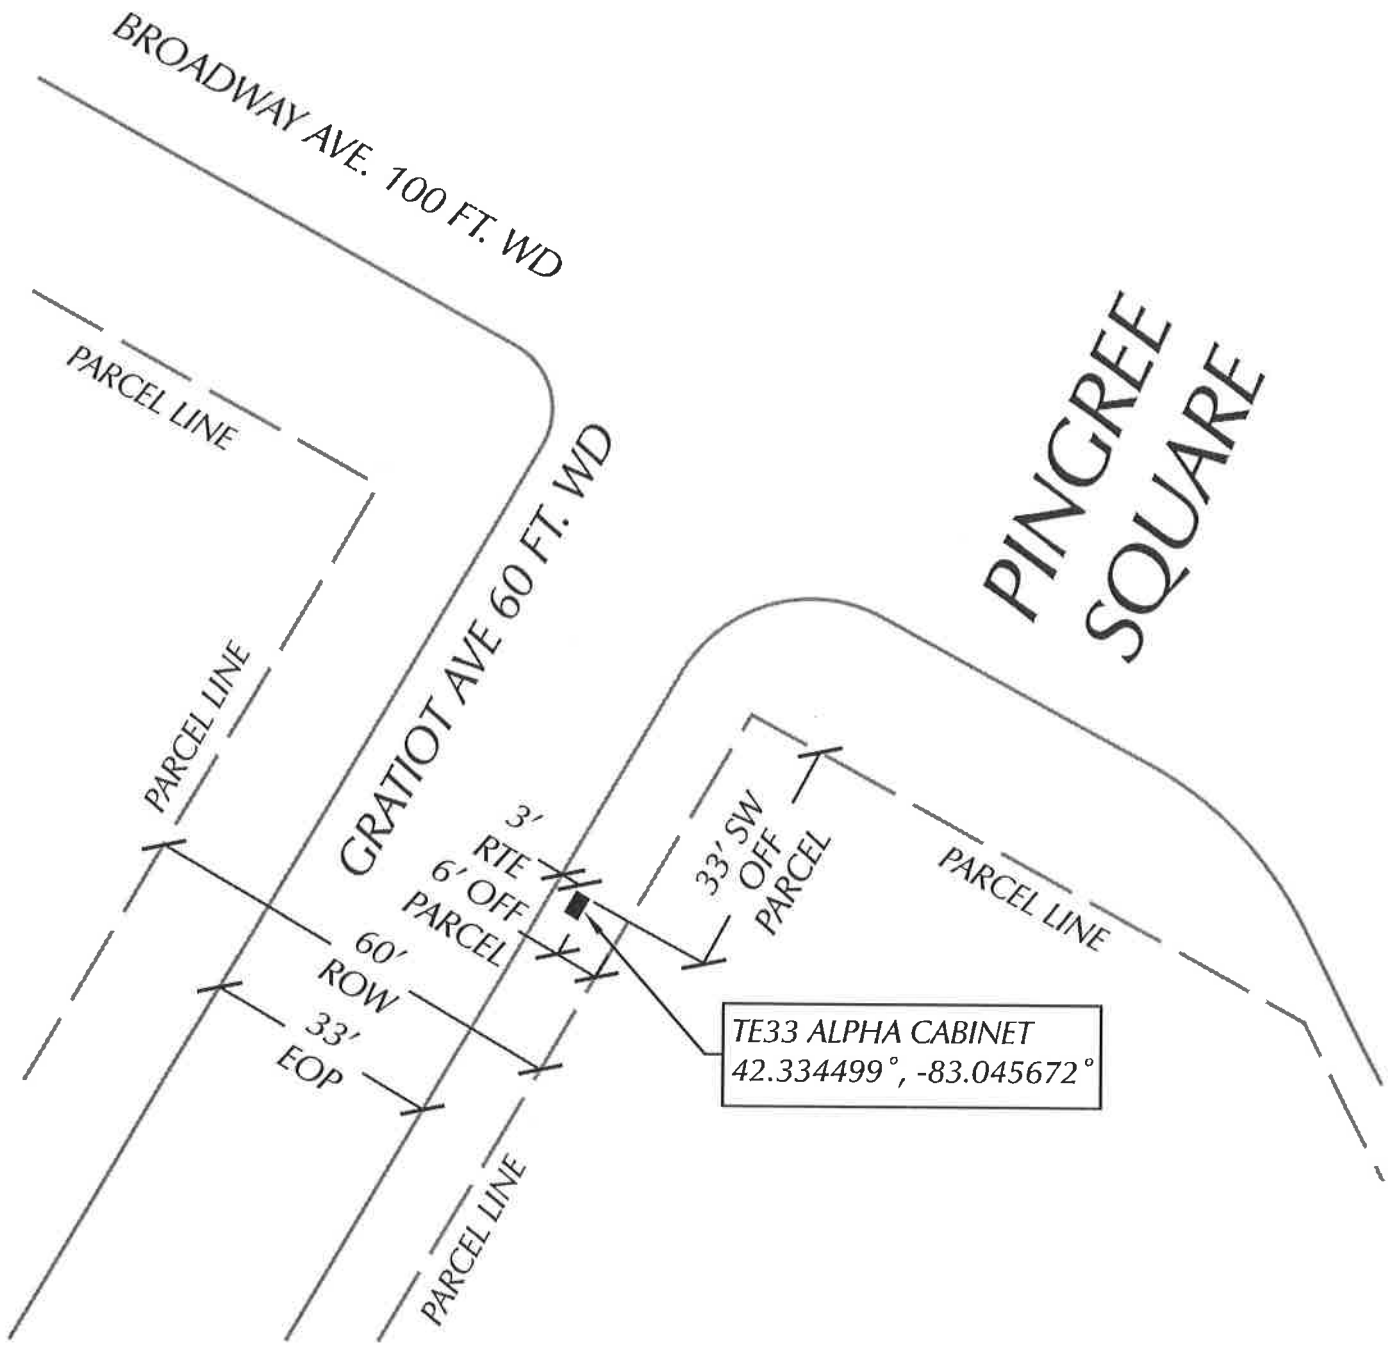 BROADWAY AVE. 100 FT. WD
PARCEL LINE
PINGREE
SQUARE
GRATIOT AVE 60 FT. WD
PARCEL LINE
3'
RTE
6' OFF
PARCEL
33' SW
OFF
PARCEL
PARCEL LINE
60'
ROW
33'
EOP
TE33 ALPHA CABINET
42.334499°, -83.045672°
PARCEL LINE